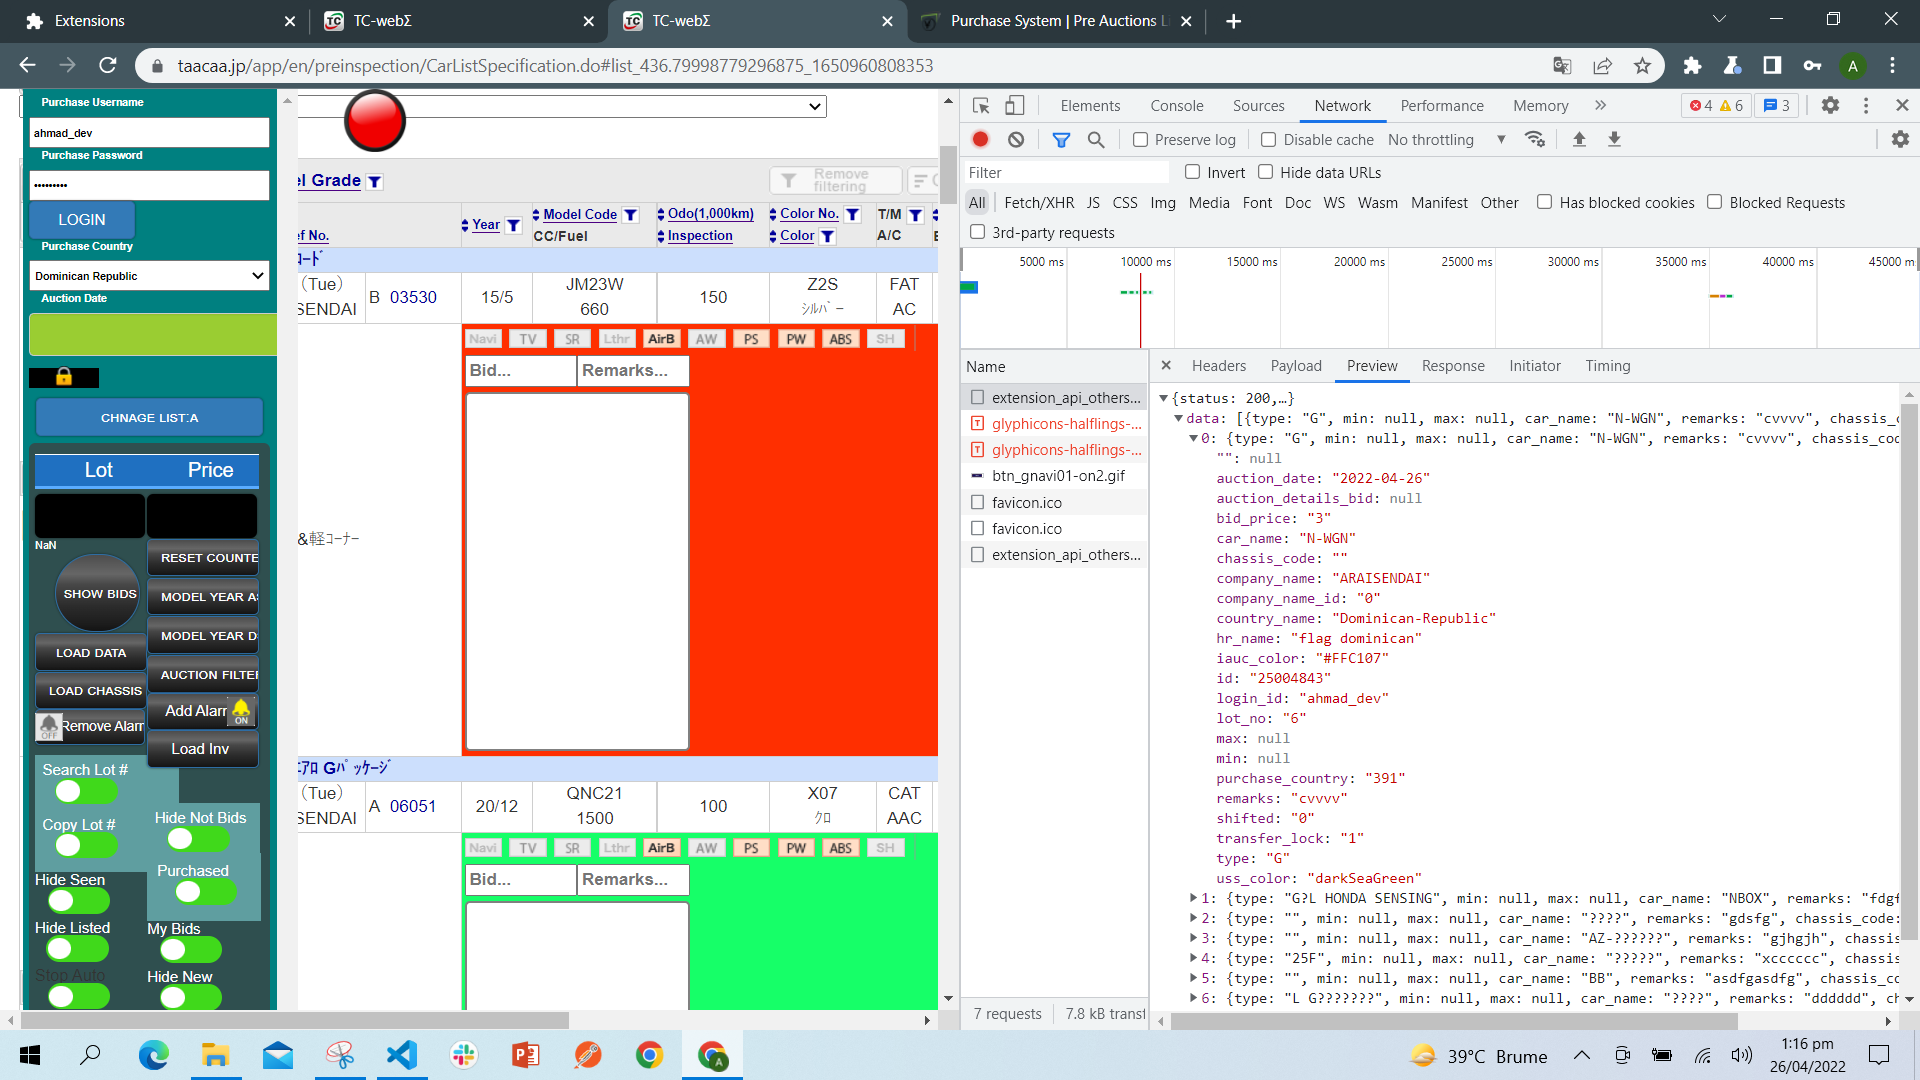 Extensions
TC-webΣ
TC-webΣ
Purchase System | Pre Auctions Li
taacaa.jp/app/en/preinspection/CarListSpecification.do#list_436.79998779296875_1650960808353
A
Purchase Username
ahmad_dev
Purchase Password
•••••••••
LOGIN
Purchase Country
Dominican Republic
Auction Date
CHNAGE LIST:A
Lot Price
NaN
RESET COUNTE
SHOW BIDS
MODEL YEAR A
MODEL YEAR D
LOAD DATA
AUCTION FILTE
LOAD CHASSIS
Add Alarr
ON
Remove Alarr
OFF
Load Inv
Search Lot #
Copy Lot #
Hide Not Bids
Purchased
Hide Seen
Hide Listed
My Bids
Stop Auto
Hide New
el Grade
Remove filtering
ef No.
Year
Model Code
CC/Fuel
Odo(1,000km)
Inspection
Color No.
Color
T/M
A/C
ｺｰﾄﾞ
(Tue)
SENDAI
B 03530
15/5
JM23W
660
150
Z2S
ｼﾙﾊﾞｰ
FAT
AC
Navi TV SR Lthr AirB AW PS PW ABS SH
Bid... Remarks...
&軽ｺｰﾅｰ
ｴｱﾛ Gﾊﾟｯｹｰｼﾞ
(Tue)
SENDAI
A 06051
20/12
QNC21
1500
100
X07
ｸﾛ
CAT
AAC
Navi TV SR Lthr AirB AW PS PW ABS SH
Bid... Remarks...
Elements Console Sources Network Performance Memory » 4 6 3
Preserve log Disable cache No throttling
Filter Invert Hide data URLs
All Fetch/XHR JS CSS Img Media Font Doc WS Wasm Manifest Other Has blocked cookies Blocked Requests
3rd-party requests
5000 ms 10000 ms 15000 ms 20000 ms 25000 ms 30000 ms 35000 ms 40000 ms 45000 m
Name
extension_api_others...
glyphicons-halflings-...
glyphicons-halflings-...
btn_gnavi01-on2.gif
favicon.ico
favicon.ico
extension_api_others...
7 requests 7.8 kB transf
Headers Payload Preview Response Initiator Timing
{status: 200,…}
data: [{type: "G", min: null, max: null, car_name: "N-WGN", remarks: "cvvvv", chassis_c
0: {type: "G", min: null, max: null, car_name: "N-WGN", remarks: "cvvvv", chassis_code
"": null
auction_date: "2022-04-26"
auction_details_bid: null
bid_price: "3"
car_name: "N-WGN"
chassis_code: ""
company_name: "ARAISENDAI"
company_name_id: "0"
country_name: "Dominican-Republic"
hr_name: "flag dominican"
iauc_color: "#FFC107"
id: "25004843"
login_id: "ahmad_dev"
lot_no: "6"
max: null
min: null
purchase_country: "391"
remarks: "cvvvv"
shifted: "0"
transfer_lock: "1"
type: "G"
uss_color: "darkSeaGreen"
1: {type: "G?L HONDA SENSING", min: null, max: null, car_name: "NBOX", remarks: "fdgf
2: {type: "", min: null, max: null, car_name: "????", remarks: "gdsfg", chassis_code:
3: {type: "", min: null, max: null, car_name: "AZ-??????", remarks: "gjhgjh", chassis
4: {type: "25F", min: null, max: null, car_name: "?????", remarks: "xcccccc", chassis
5: {type: "", min: null, max: null, car_name: "BB", remarks: "asdfgasdfg", chassis_co
6: {type: "L G???????", min: null, max: null, car_name: "????", remarks: "dddddd", ch
39°C Brume
1:16 pm
26/04/2022